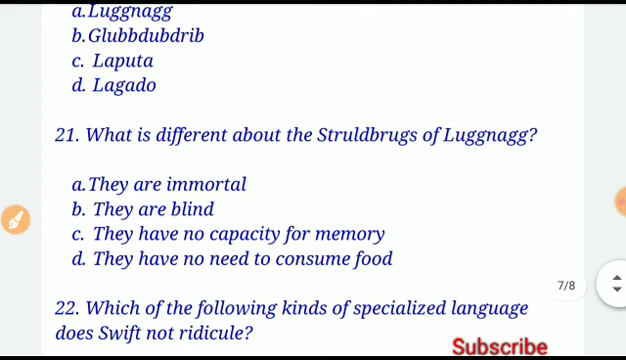 a.Luggnagg
b.Glubbdubdrib
c. Laputa
d. Lagado
21. What is different about the Struldbrugs of Luggnagg?
a.They are immortal
b. They are blind
c. They have no capacity for memory
d. They have no need to consume food
7/8
22. Which of the following kinds of specialized language
does Swift not ridicule?
Subscribe